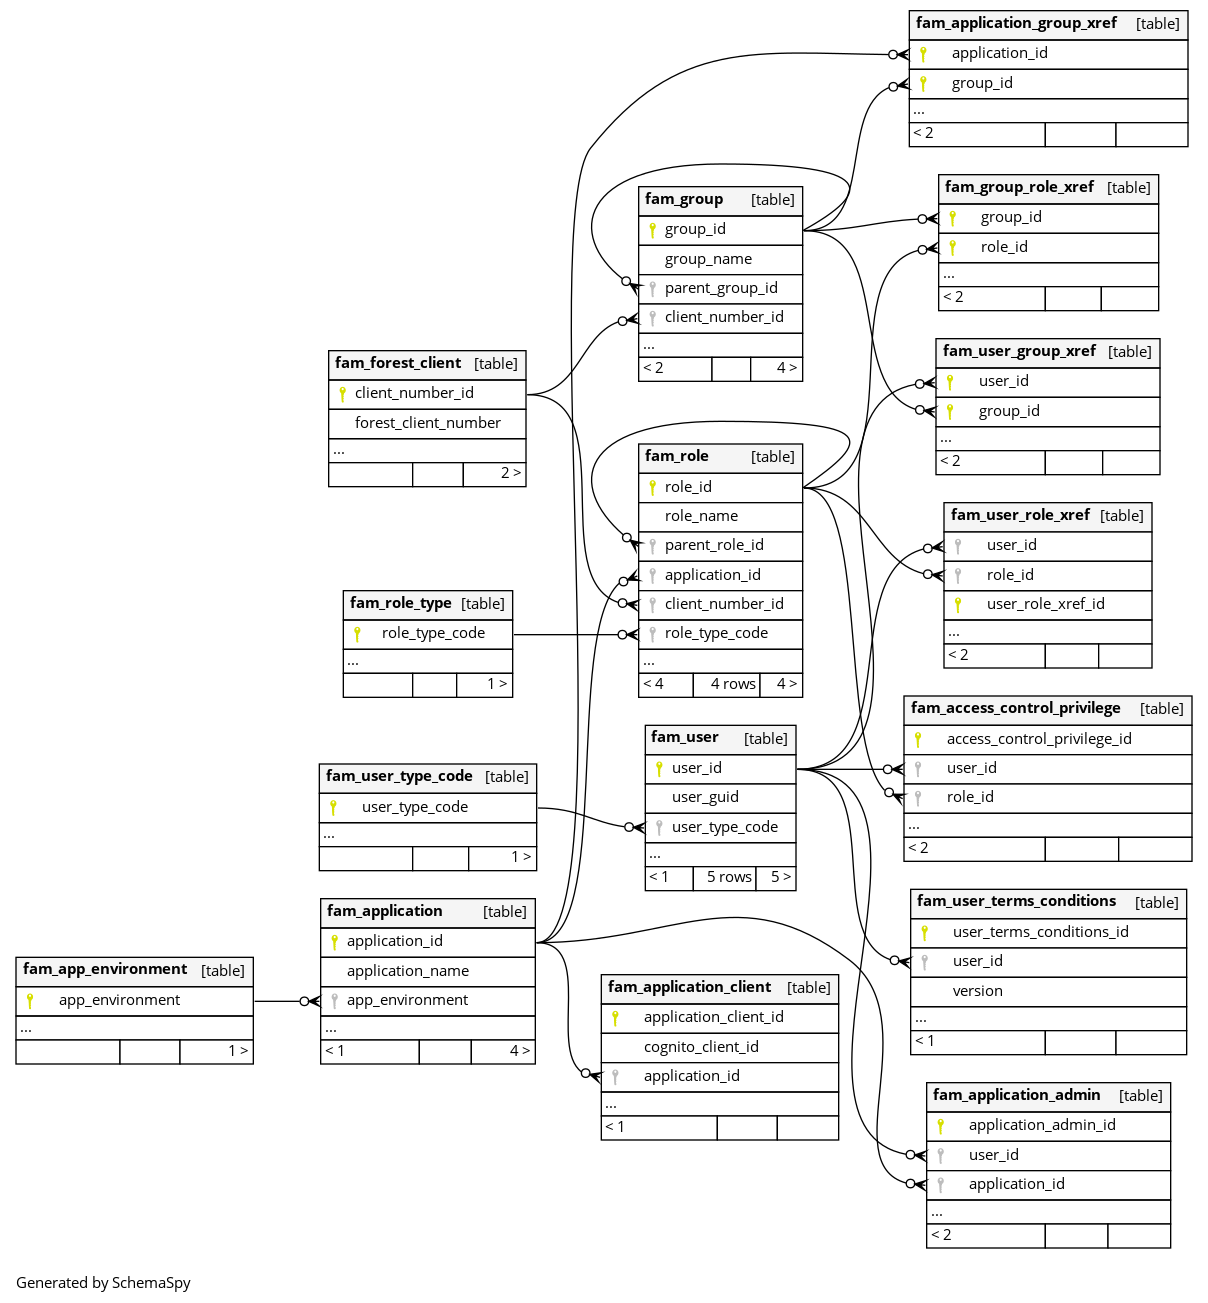 fam_application_group_xref [table]
application_id
group_id
...
< 2
fam_group_role_xref [table]
group_id
role_id
...
< 2
fam_group [table]
group_id
group_name
parent_group_id
client_number_id
...
< 2 4 >
fam_user_group_xref [table]
user_id
group_id
...
< 2
fam_forest_client [table]
client_number_id
forest_client_number
...
2 >
fam_role [table]
role_id
role_name
parent_role_id
application_id
client_number_id
role_type_code
...
< 4 4 rows 4 >
fam_user_role_xref [table]
user_id
role_id
user_role_xref_id
...
< 2
fam_role_type [table]
role_type_code
...
1 >
fam_access_control_privilege [table]
access_control_privilege_id
user_id
role_id
...
< 2
fam_user [table]
user_id
user_guid
user_type_code
...
< 1 5 rows 5 >
fam_user_type_code [table]
user_type_code
...
1 >
fam_user_terms_conditions [table]
user_terms_conditions_id
user_id
version
...
< 1
fam_application [table]
application_id
application_name
app_environment
...
< 1 4 >
fam_app_environment [table]
app_environment
...
1 >
fam_application_client [table]
application_client_id
cognito_client_id
application_id
...
< 1
fam_application_admin [table]
application_admin_id
user_id
application_id
...
< 2
Generated by SchemaSpy